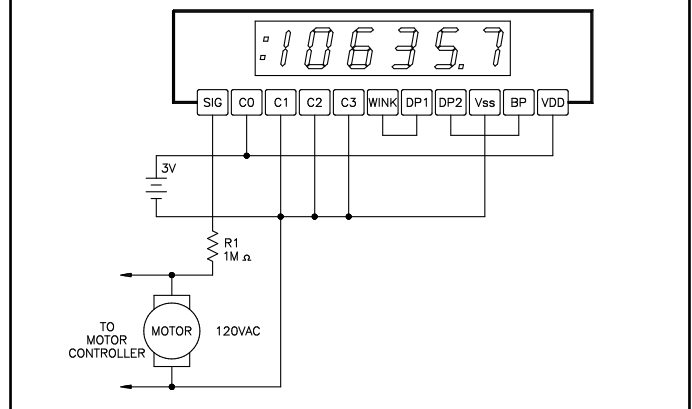 :10635.7
SIG C0 C1 C2 C3 WINK DP1 DP2 Vss BP VDD
3V
R1
1M Ω
MOTOR
120VAC
TO
MOTOR
CONTROLLER